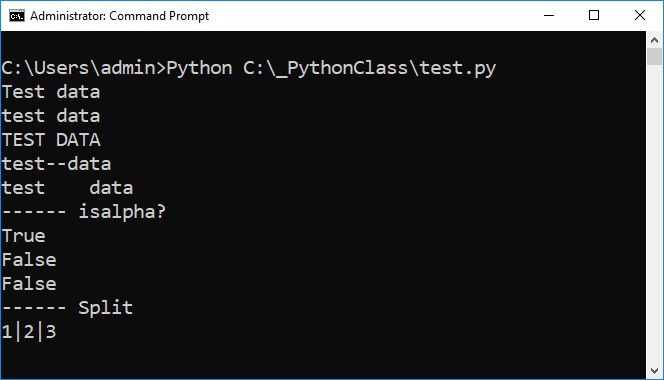 Administrator: Command Prompt
C:\Users\admin>Python C:\_PythonClass\test.py
Test data
test data
TEST DATA
test--data
test    data
------ isalpha?
True
False
False
------ Split
1|2|3